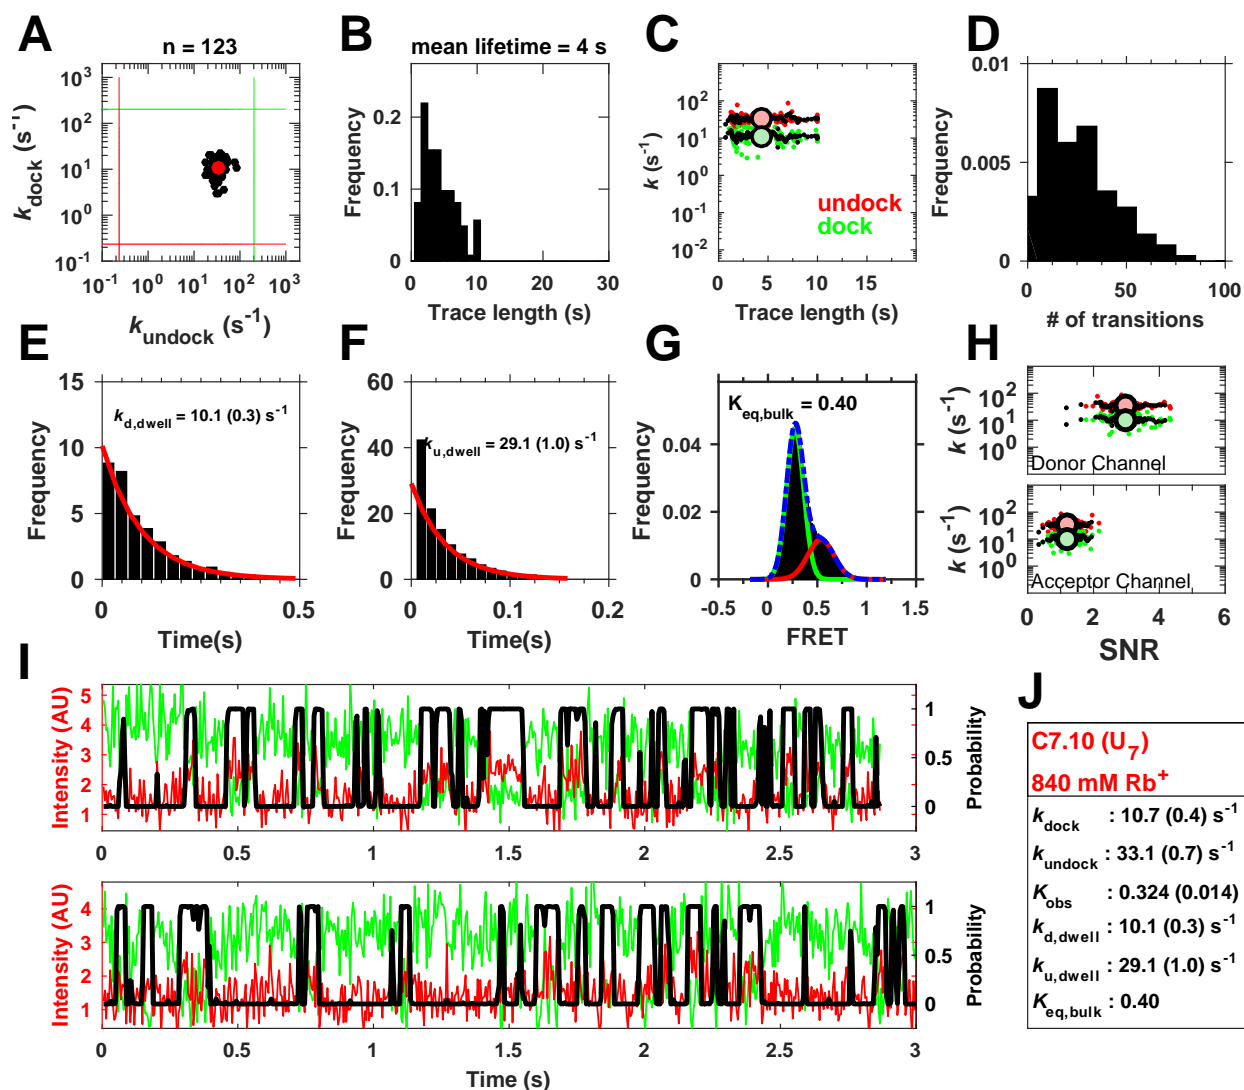 A
n = 123
k_dock (s^-1)
10^3
10^2
10^1
10^0
10^-1
10^-1 10^0 10^1 10^2 10^3
k_undock (s^-1)
B
mean lifetime = 4 s
Frequency
0.2
0.1
0
0 10 20 30
Trace length (s)
C
k (s^-1)
10^2
10^1
10^0
10^-1
10^-2
undock
dock
0 5 10 15
Trace length (s)
D
Frequency
0.01
0.005
0
0 50 100
# of transitions
E
Frequency
15
10
5
0
k_d,dwell = 10.1 (0.3) s^-1
0 0.5
Time(s)
F
Frequency
60
40
20
0
k_u,dwell = 29.1 (1.0) s^-1
0 0.1 0.2
Time(s)
G
K_eq,bulk = 0.40
0.04
0.02
0
-0.5 0 0.5 1 1.5
FRET
H
k (s^-1)
10^2
10^1
10^0
Donor Channel
k (s^-1)
10^2
10^1
10^0
Acceptor Channel
0 2 4 6
SNR
I
Intensity (AU)
5
4
3
2
1
1
0.5
0
Probability
0 0.5 1 1.5 2 2.5 3
Intensity (AU)
4
3
2
1
1
0.5
0
Probability
0 0.5 1 1.5 2 2.5 3
Time (s)
J
C7.10 (U_7)
840 mM Rb^+
k_dock : 10.7 (0.4) s^-1
k_undock : 33.1 (0.7) s^-1
K_obs : 0.324 (0.014)
k_d,dwell : 10.1 (0.3) s^-1
k_u,dwell : 29.1 (1.0) s^-1
K_eq,bulk : 0.40